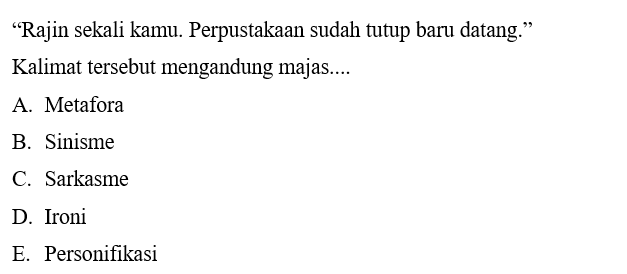 “Rajin sekali kamu. Perpustakaan sudah tutup baru datang.”
Kalimat tersebut mengandung majas....
A. Metafora
B. Sinisme
C. Sarkasme
D. Ironi
E. Personifikasi